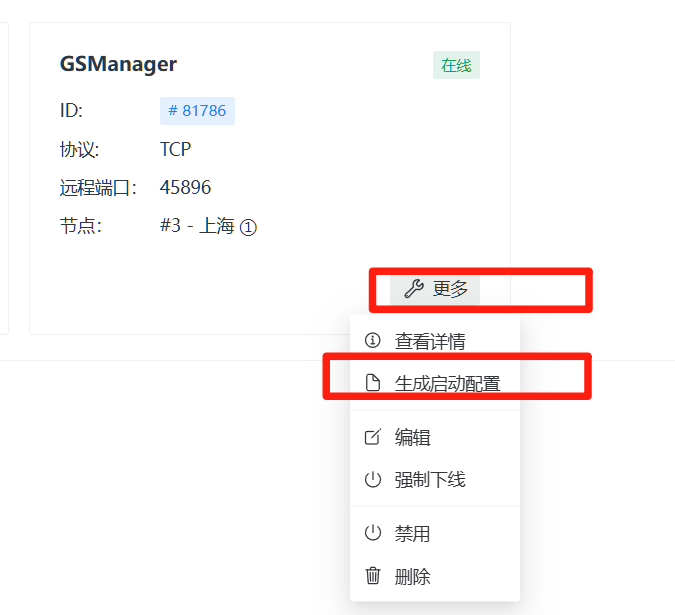 GSManager 在线
ID: # 81786
协议: TCP
远程端口: 45896
节点: #3 - 上海 ①
更多
查看详情
生成启动配置
编辑
强制下线
禁用
删除